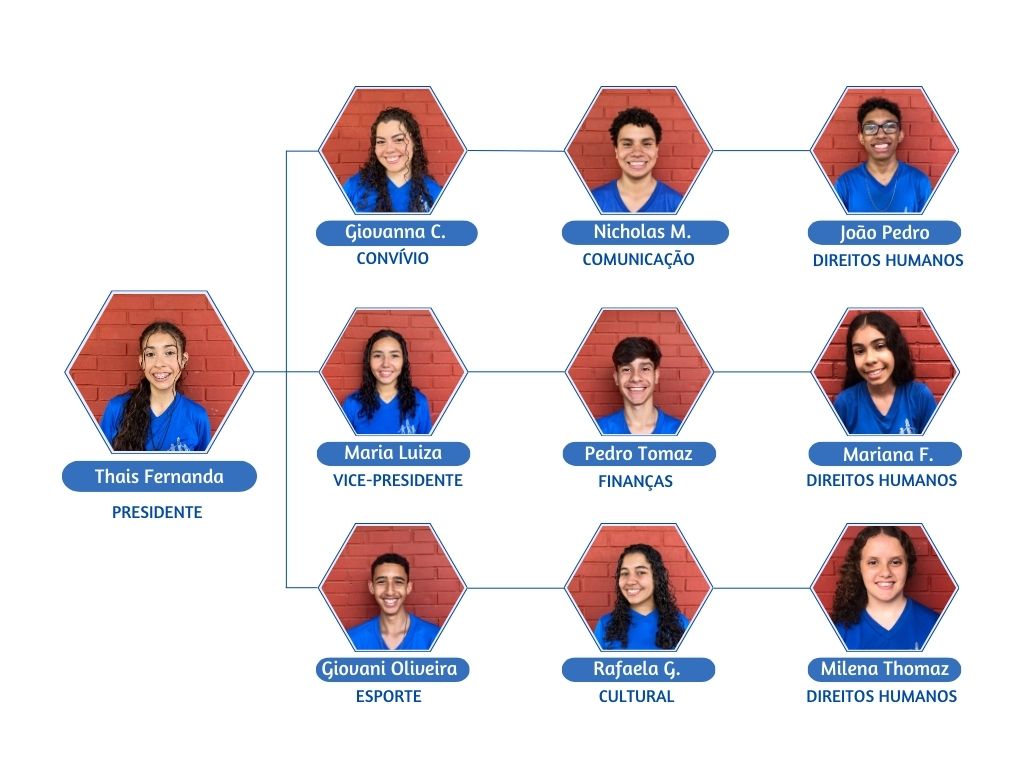 Giovanna C.
CONVÍVIO
Nicholas M.
COMUNICAÇÃO
João Pedro
DIREITOS HUMANOS
Thais Fernanda
PRESIDENTE
Maria Luiza
VICE-PRESIDENTE
Pedro Tomaz
FINANÇAS
Mariana F.
DIREITOS HUMANOS
Giovani Oliveira
ESPORTE
Rafaela G.
CULTURAL
Milena Thomaz
DIREITOS HUMANOS